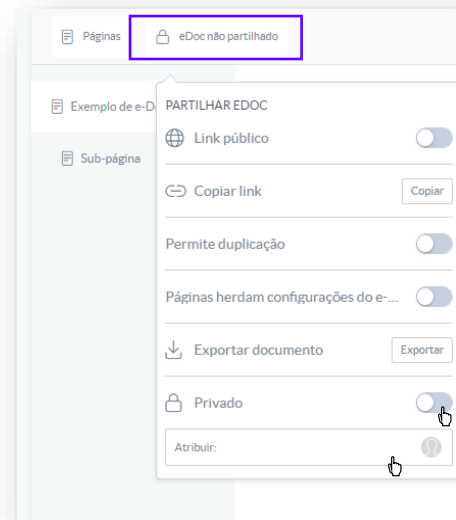 Páginas
eDoc não partilhado
Exemplo de e-D
PARTILHAR EDOC
Link público
Sub-página
Copiar link
Copiar
Permite duplicação
Páginas herdam configurações do e-...
Exportar documento
Exportar
Privado
Atribuir: